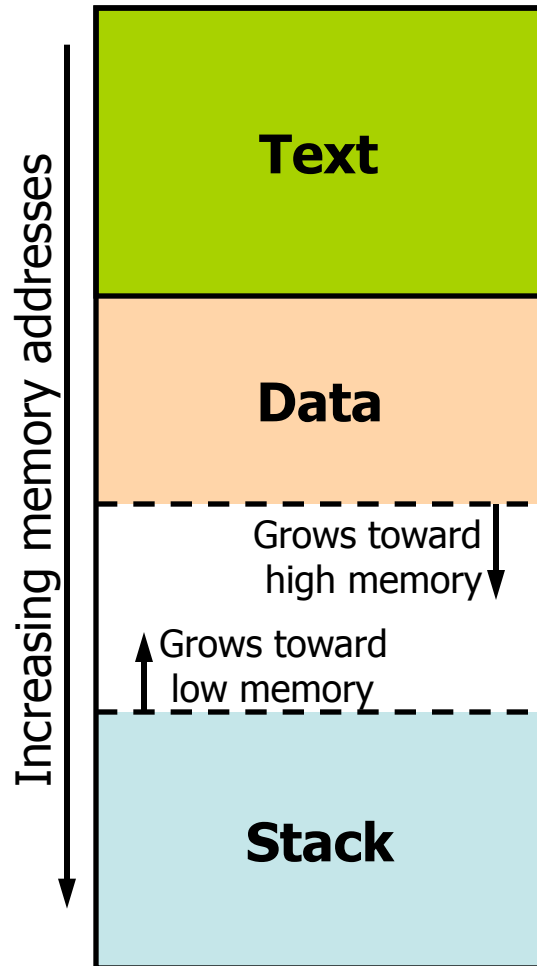 Increasing memory addresses
Text
Data
Grows toward
high memory
Grows toward
low memory
Stack